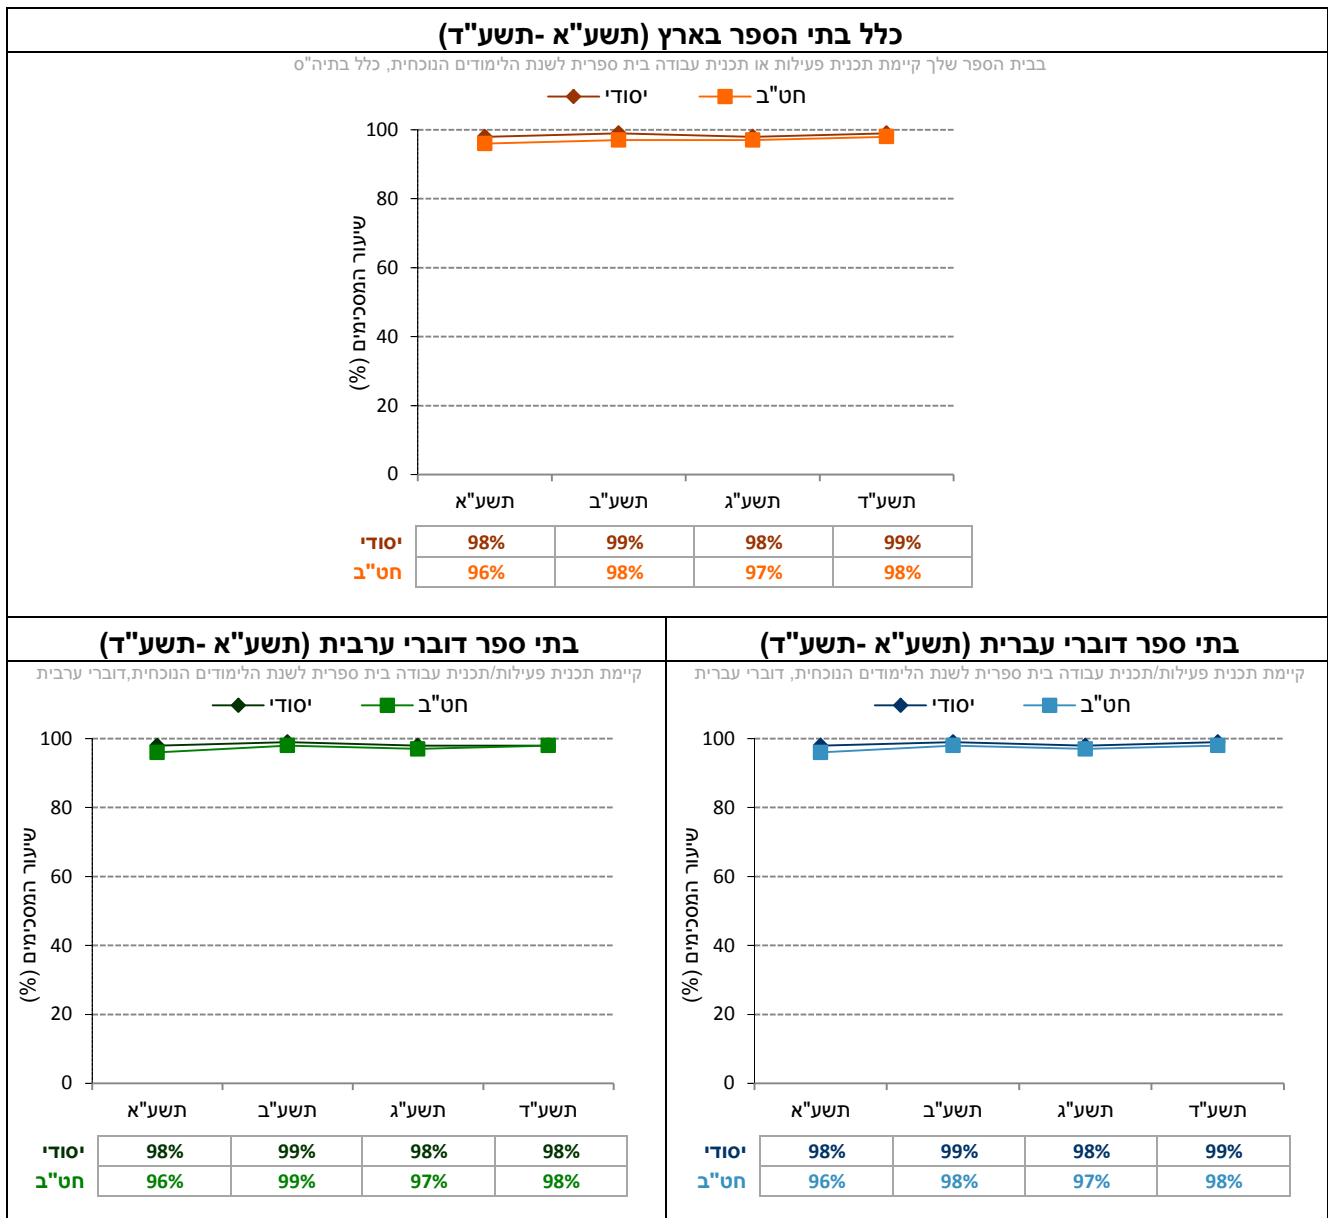 כלל בתי הספר בארץ (תשע"א -תשע"ד)
בבית הספר שלך קיימת תכנית פעילות או תכנית עבודה בית ספרית לשנת הלימודים הנוכחית, כלל בתיה"ס
יסודי חט"ב
שיעור המסכימים (%)
100
80
60
40
20
0
תשע"א תשע"ב תשע"ג תשע"ד
יסודי 98% 99% 98% 99%
חט"ב 96% 98% 97% 98%
בתי ספר דוברי עברית (תשע"א -תשע"ד)
קיימת תכנית פעילות/תכנית עבודה בית ספרית לשנת הלימודים הנוכחית, דוברי עברית
יסודי חט"ב
שיעור המסכימים (%)
100
80
60
40
20
0
תשע"א תשע"ב תשע"ג תשע"ד
יסודי 98% 99% 98% 99%
חט"ב 96% 98% 97% 98%
בתי ספר דוברי ערבית (תשע"א -תשע"ד)
קיימת תכנית פעילות/תכנית עבודה בית ספרית לשנת הלימודים הנוכחית,דוברי ערבית
יסודי חט"ב
שיעור המסכימים (%)
100
80
60
40
20
0
תשע"א תשע"ב תשע"ג תשע"ד
יסודי 98% 99% 98% 98%
חט"ב 96% 99% 97% 98%